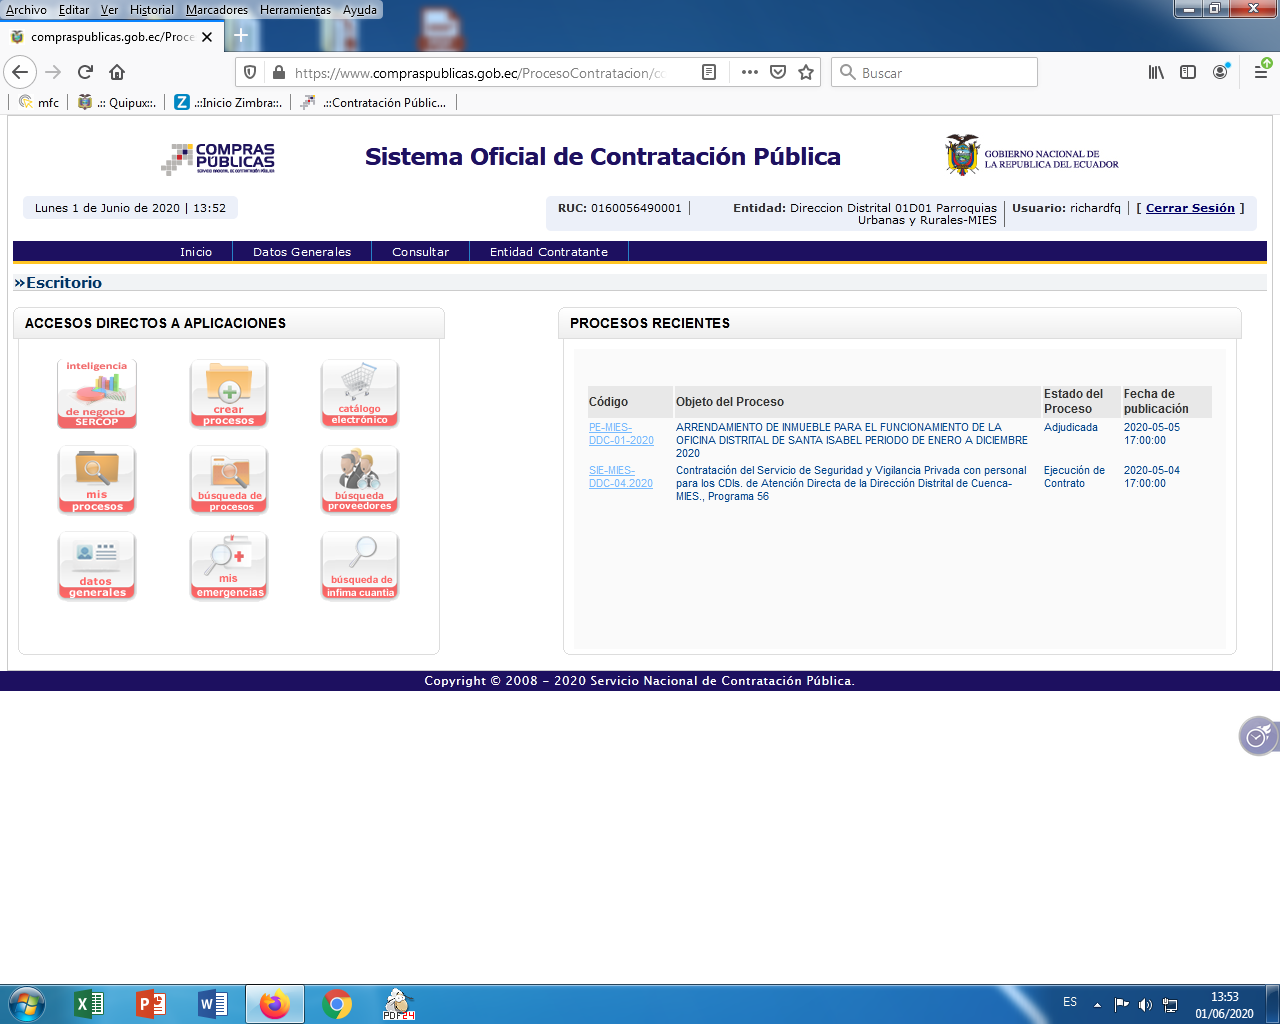 Archivo Editar Ver Historial Marcadores Herramientas Ayuda
compraspublicas.gob.ec/Proce
https://www.compraspublicas.gob.ec/ProcesoContratacion/co
Buscar
mfc
.:: Quipux::.
.::Inicio Zimbra::.
.::Contratación Públic...
COMPRAS PÚBLICAS
SERVICIO NACIONAL DE CONTRATACIÓN PÚBLICA
Sistema Oficial de Contratación Pública
GOBIERNO NACIONAL DE
LA REPUBLICA DEL ECUADOR
Lunes 1 de Junio de 2020 | 13:52
RUC: 0160056490001
Entidad: Direccion Distrital 01D01 Parroquias
Urbanas y Rurales-MIES
Usuario: richardfq
[ Cerrar Sesión ]
Inicio Datos Generales Consultar Entidad Contratante
»Escritorio
ACCESOS DIRECTOS A APLICACIONES
inteligencia
de negocio
SERCOP
crear
procesos
catálogo
electrónico
mis
procesos
búsqueda de
procesos
búsqueda
proveedores
datos
generales
mis
emergencias
búsqueda de
ínfima cuantía
PROCESOS RECIENTES
Código
Objeto del Proceso
Estado del
Proceso
Fecha de
publicación
PE-MIES-
DDC-01-2020
ARRENDAMIENTO DE INMUEBLE PARA EL FUNCIONAMIENTO DE LA
OFICINA DISTRITAL DE SANTA ISABEL PERIODO DE ENERO A DICIEMBRE
2020
Adjudicada
2020-05-05
17:00:00
SIE-MIES-
DDC-04.2020
Contratación del Servicio de Seguridad y Vigilancia Privada con personal
para los CDIs. de Atención Directa de la Dirección Distrital de Cuenca-
MIES., Programa 56
Ejecución de
Contrato
2020-05-04
17:00:00
Copyright © 2008 - 2020 Servicio Nacional de Contratación Pública.
PDF24
ES
13:53
01/06/2020